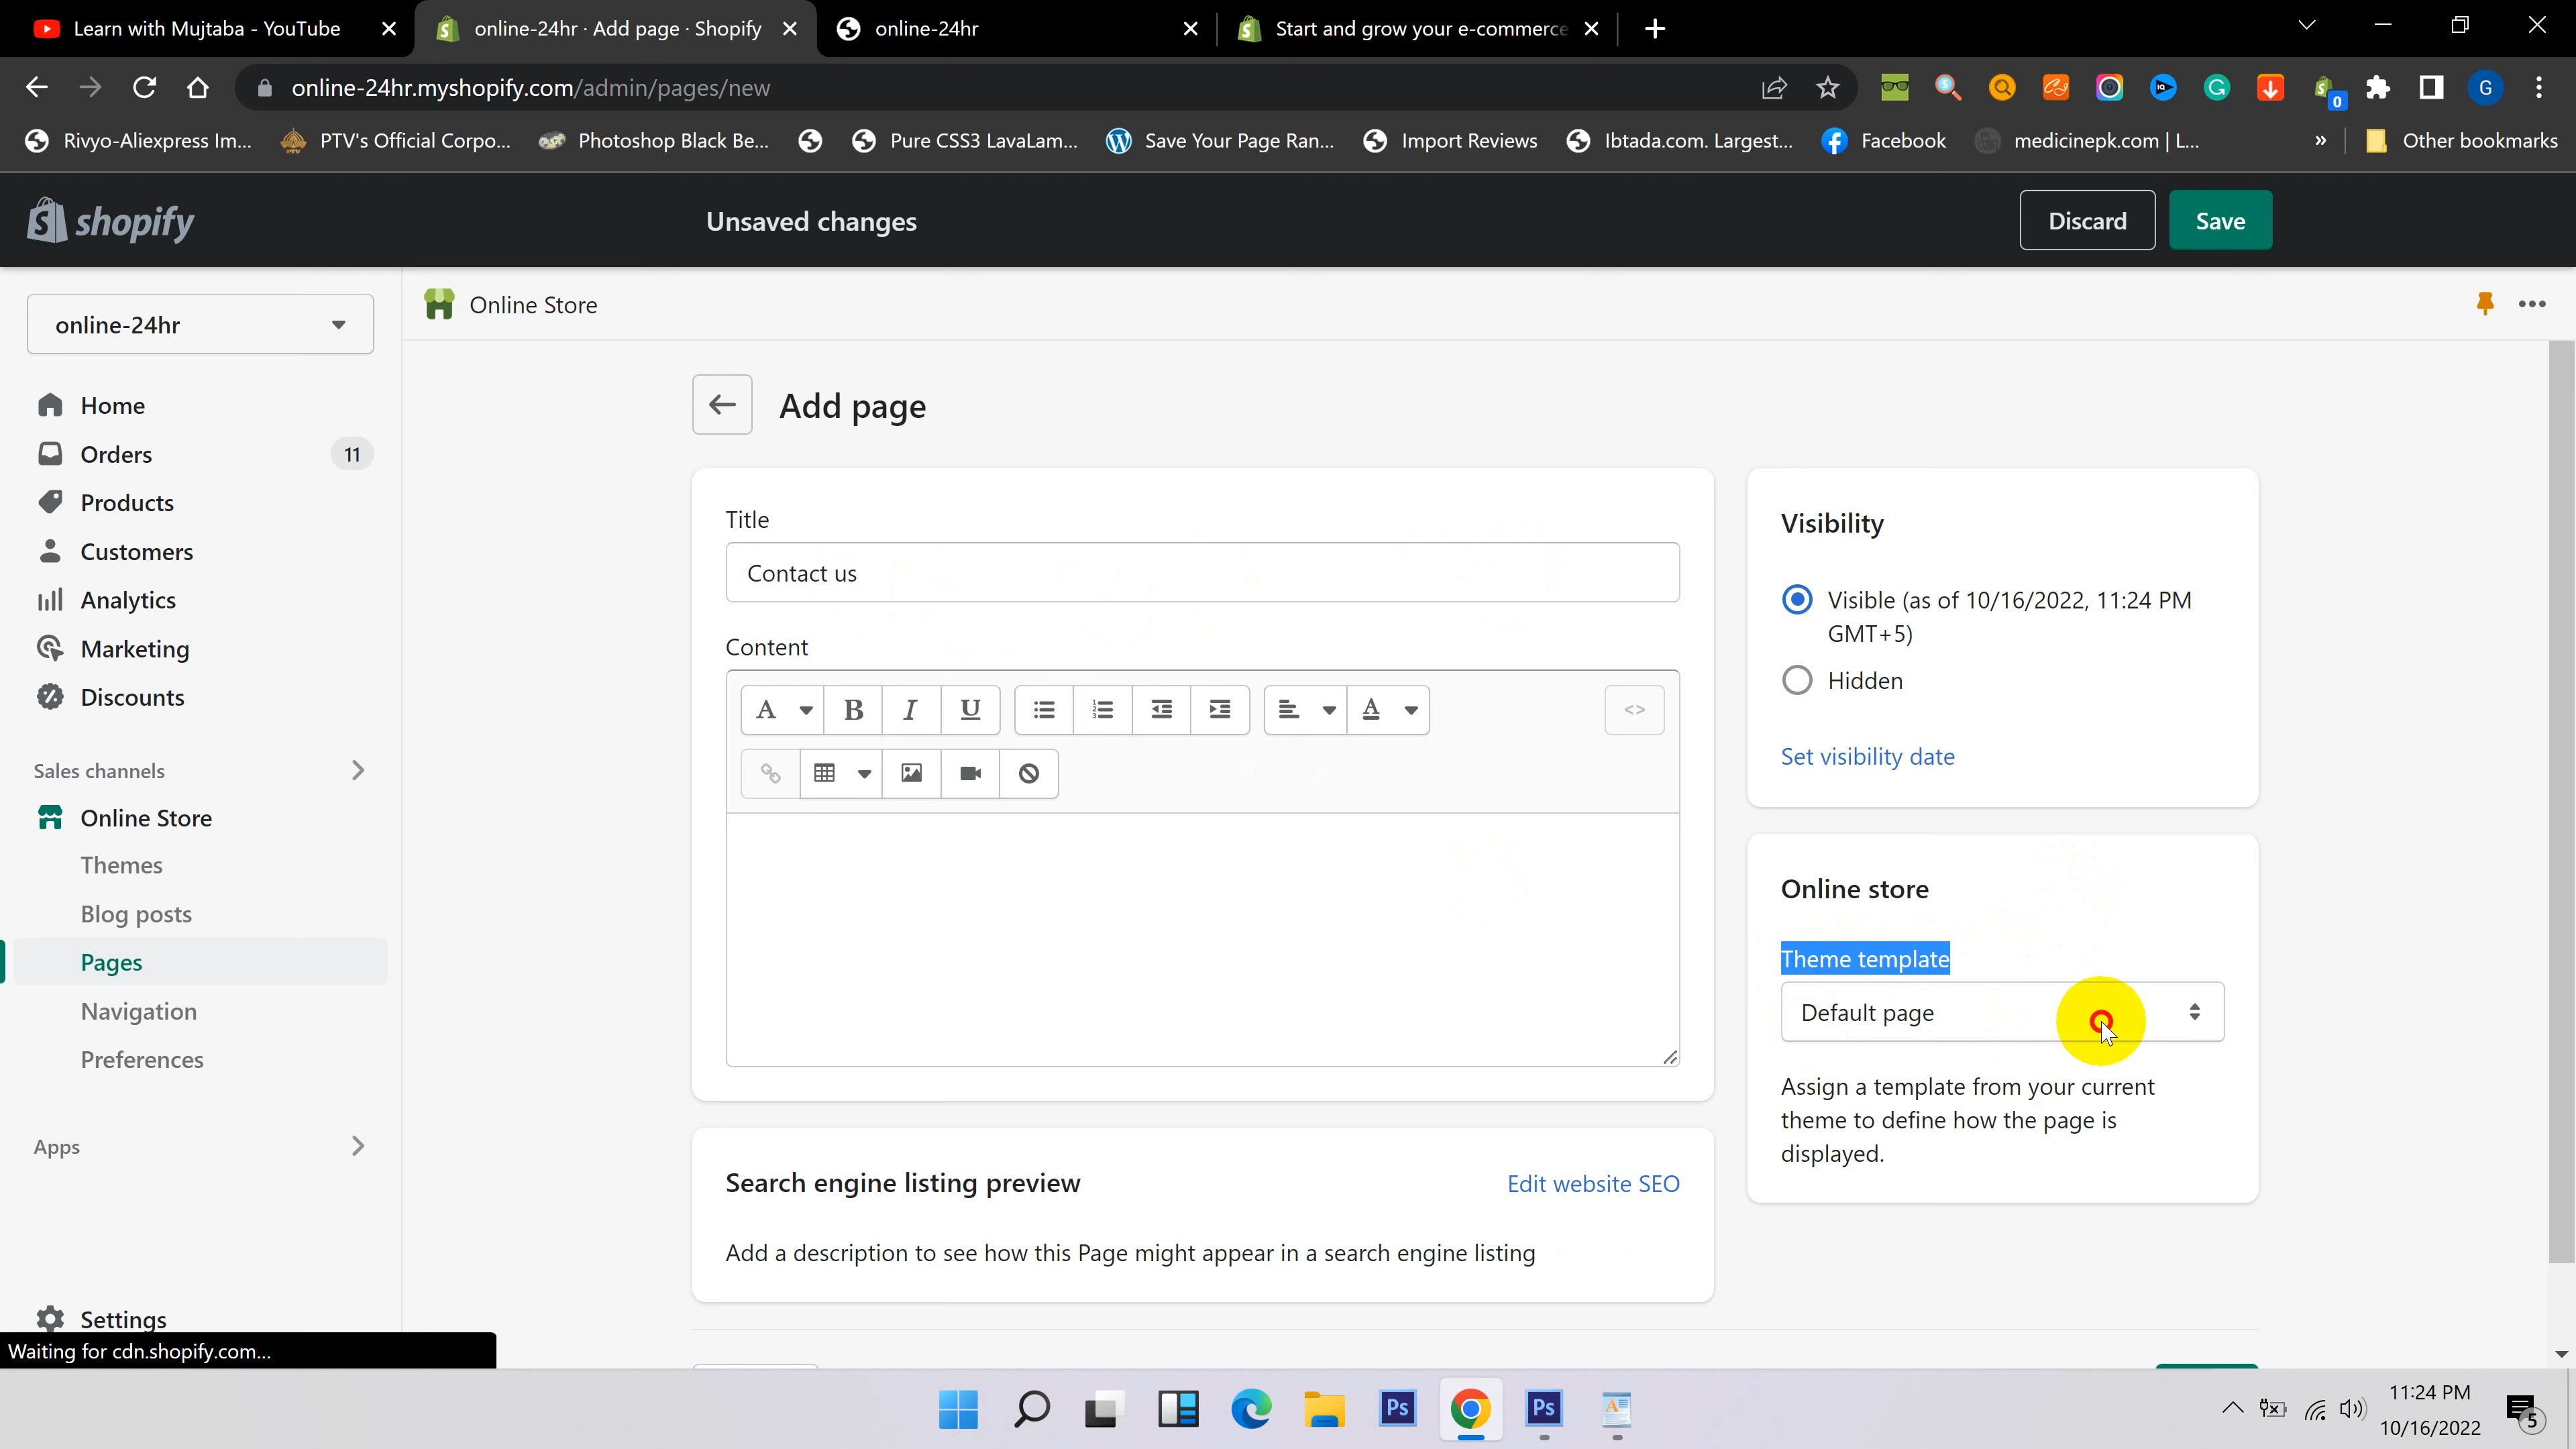 Learn with Mujtaba - YouTube
online-24hr · Add page · Shopify
online-24hr
Start and grow your e-commerce
online-24hr.myshopify.com/admin/pages/new
0
G
Rivyo-Aliexpress Im...
PTV's Official Corpo...
Photoshop Black Be...
Pure CSS3 LavaLam...
Save Your Page Ran...
Import Reviews
Ibtada.com. Largest...
Facebook
medicinepk.com | L...
»
Other bookmarks
shopify
Unsaved changes
Discard
Save
online-24hr
Online Store
Home
Orders
11
Products
Customers
Analytics
Marketing
Discounts
Sales channels
Online Store
Themes
Blog posts
Pages
Navigation
Preferences
Apps
Settings
Waiting for cdn.shopify.com...
Add page
Title
Contact us
Content
A B I U
A
<>
Search engine listing preview
Edit website SEO
Add a description to see how this Page might appear in a search engine listing
Visibility
Visible (as of 10/16/2022, 11:24 PM
GMT+5)
Hidden
Set visibility date
Online store
Theme template
Default page
Assign a template from your current
theme to define how the page is
displayed.
Ps
Ps
11:24 PM
10/16/2022
5